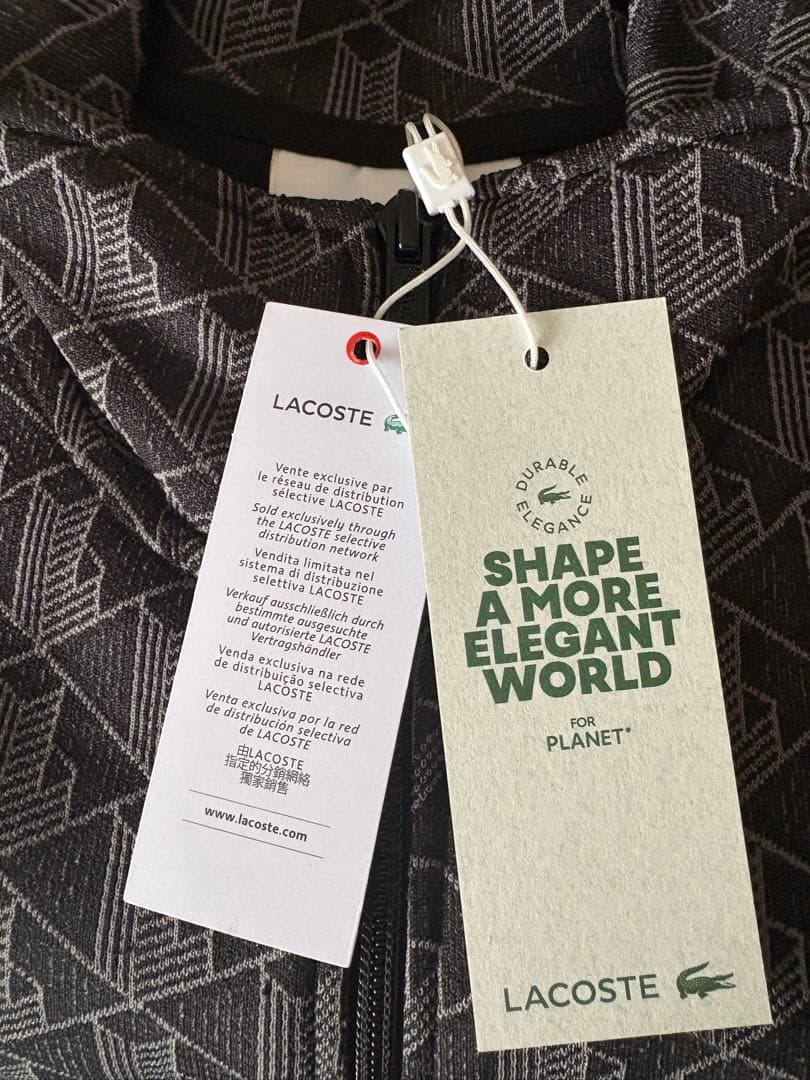 LACOSTE
Vente exclusive par
le réseau de distribution
sélective LACOSTE
Sold exclusively through
the LACOSTE selective
distribution network
Vendita limitata nel
sistema di distribuzione
selettiva LACOSTE
Verkauf ausschließlich durch
bestimmte ausgesuchte
und autorisierte LACOSTE
Vertragshändler
Venda exclusiva na rede
de distribuição selectiva
LACOSTE
Venta exclusiva por la red
de distribución selectiva
de LACOSTE
由LACOSTE
指定的分銷網絡
獨家銷售
www.lacoste.com
DURABLE
ELEGANCE
SHAPE
A MORE
ELEGANT
WORLD
FOR
PLANET*
LACOSTE